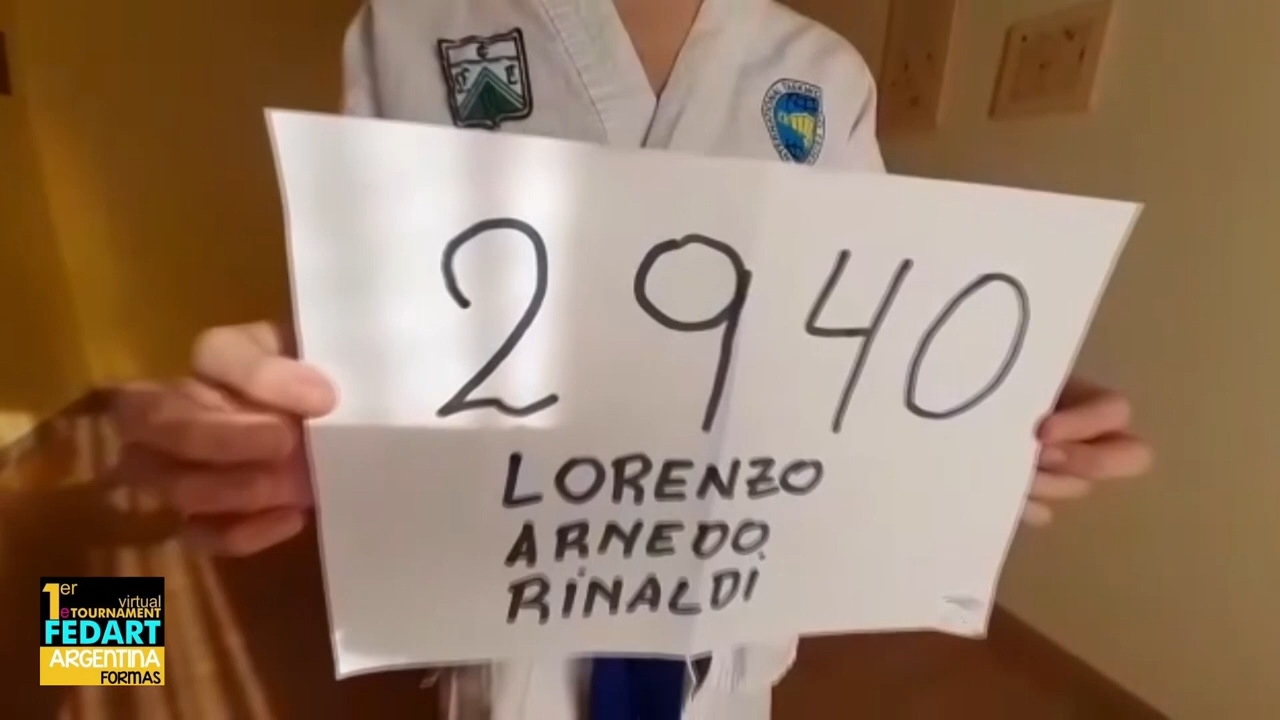 C
F E
2940
LORENZO
ARNEDO
RINALDI
1er
virtual
eTOURNAMENT
FEDART
ARGENTINA
FORMAS